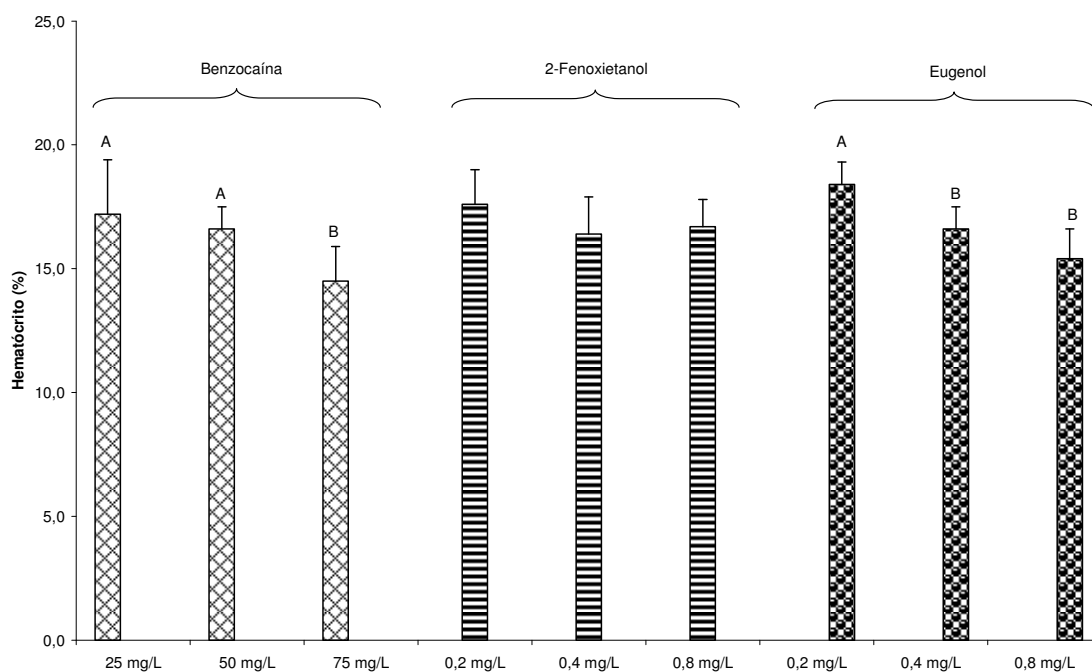 25,0
Benzocaína
2-Fenoxietanol
Eugenol
20,0
A
A
B
A
B
B
15,0
Hematócrito (%)
10,0
5,0
0,0
25 mg/L
50 mg/L
75 mg/L
0,2 mg/L
0,4 mg/L
0,8 mg/L
0,2 mg/L
0,4 mg/L
0,8 mg/L